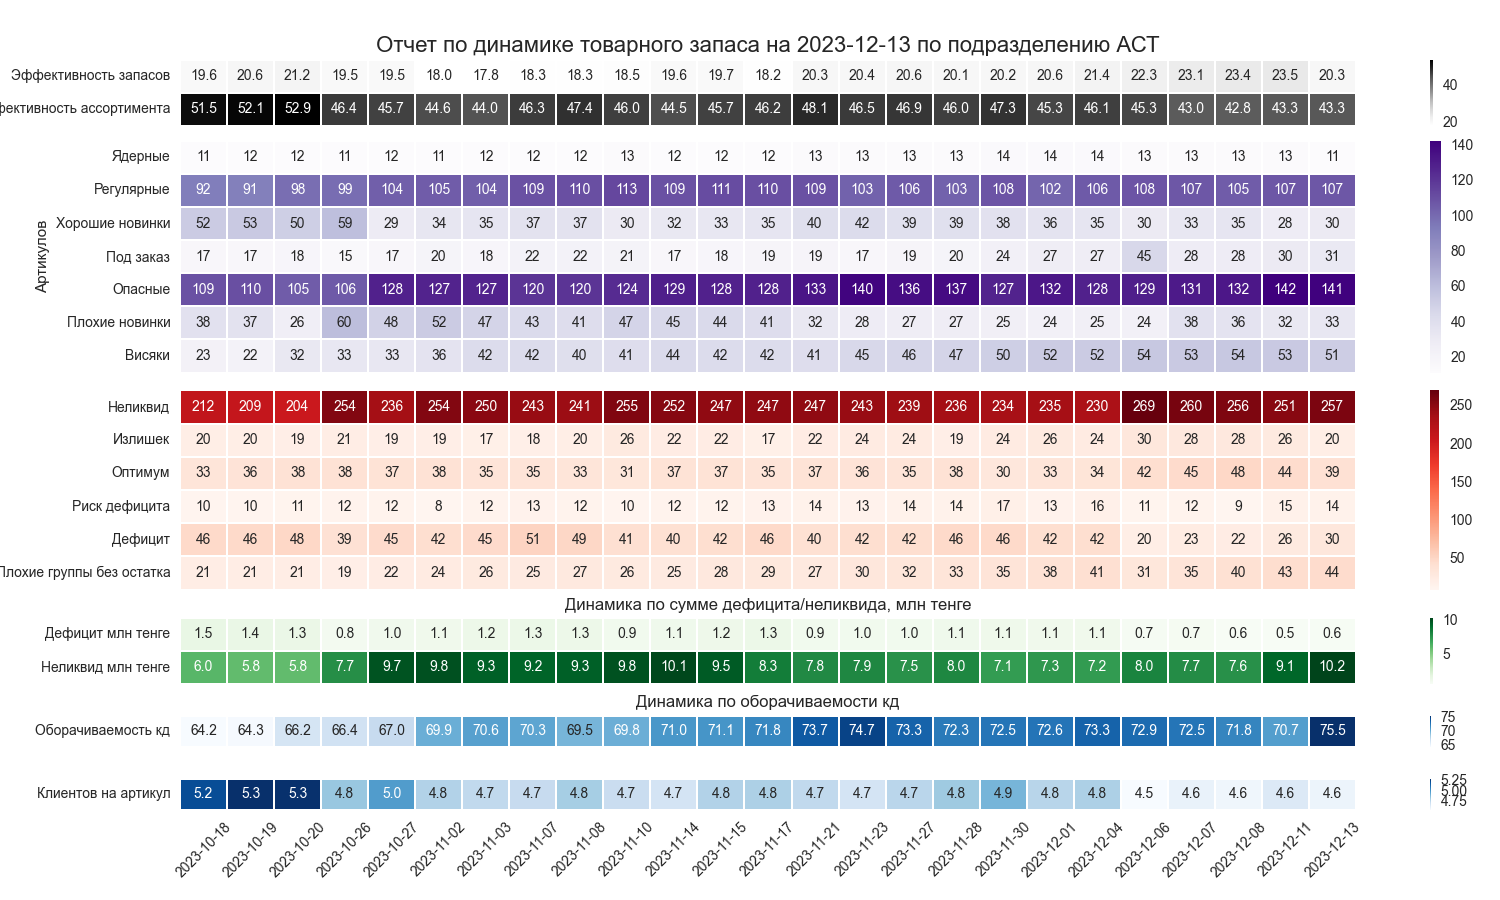 Отчет по динамике товарного запаса на 2023-12-13 по подразделению АСТ
Эффективность запасов 19.6 20.6 21.2 19.5 19.5 18.0 17.8 18.3 18.3 18.5 19.6 19.7 18.2 20.3 20.4 20.6 20.1 20.2 20.6 21.4 22.3 23.1 23.4 23.5 20.3
фективность ассортимента 51.5 52.1 52.9 46.4 45.7 44.6 44.0 46.3 47.4 46.0 44.5 45.7 46.2 48.1 46.5 46.9 46.0 47.3 45.3 46.1 45.3 43.0 42.8 43.3 43.3
40
20
Артикулов
Ядерные 11 12 12 11 12 11 12 12 12 13 12 12 12 13 13 13 13 14 14 14 13 13 13 13 11
Регулярные 92 91 98 99 104 105 104 109 110 113 109 111 110 109 103 106 103 108 102 106 108 107 105 107 107
Хорошие новинки 52 53 50 59 29 34 35 37 37 30 32 33 35 40 42 39 39 38 36 35 30 33 35 28 30
Под заказ 17 17 18 15 17 20 18 22 22 21 17 18 19 19 17 19 20 24 27 27 45 28 28 30 31
Опасные 109 110 105 106 128 127 127 120 120 124 129 128 128 133 140 136 137 127 132 128 129 131 132 142 141
Плохие новинки 38 37 26 60 48 52 47 43 41 47 45 44 41 32 28 27 27 25 24 25 24 38 36 32 33
Висяки 23 22 32 33 33 36 42 42 40 41 44 42 42 41 45 46 47 50 52 52 54 53 54 53 51
140
120
100
80
60
40
20
Неликвид 212 209 204 254 236 254 250 243 241 255 252 247 247 247 243 239 236 234 235 230 269 260 256 251 257
Излишек 20 20 19 21 19 19 17 18 20 26 22 22 17 22 24 24 19 24 26 24 30 28 28 26 20
Оптимум 33 36 38 38 37 38 35 35 33 31 37 37 35 37 36 35 38 30 33 34 42 45 48 44 39
Риск дефицита 10 10 11 12 12 8 12 13 12 10 12 12 13 14 13 14 14 17 13 16 11 12 9 15 14
Дефицит 46 46 48 39 45 42 45 51 49 41 40 42 46 40 42 42 46 46 42 42 20 23 22 26 30
Плохие группы без остатка 21 21 21 19 22 24 26 25 27 26 25 28 29 27 30 32 33 35 38 41 31 35 40 43 44
250
200
150
100
50
Динамика по сумме дефицита/неликвида, млн тенге
Дефицит млн тенге 1.5 1.4 1.3 0.8 1.0 1.1 1.2 1.3 1.3 0.9 1.1 1.2 1.3 0.9 1.0 1.0 1.1 1.1 1.1 1.1 0.7 0.7 0.6 0.5 0.6
Неликвид млн тенге 6.0 5.8 5.8 7.7 9.7 9.8 9.3 9.2 9.3 9.8 10.1 9.5 8.3 7.8 7.9 7.5 8.0 7.1 7.3 7.2 8.0 7.7 7.6 9.1 10.2
10
5
Динамика по оборачиваемости кд
Оборачиваемость кд 64.2 64.3 66.2 66.4 67.0 69.9 70.6 70.3 69.5 69.8 71.0 71.1 71.8 73.7 74.7 73.3 72.3 72.5 72.6 73.3 72.9 72.5 71.8 70.7 75.5
75
70
65
Клиентов на артикул 5.2 5.3 5.3 4.8 5.0 4.8 4.7 4.7 4.8 4.7 4.7 4.8 4.8 4.7 4.7 4.7 4.8 4.9 4.8 4.8 4.5 4.6 4.6 4.6 4.6
5.25
5.00
4.75
2023-10-18 2023-10-19 2023-10-20 2023-10-26 2023-10-27 2023-11-02 2023-11-03 2023-11-07 2023-11-08 2023-11-10 2023-11-14 2023-11-15 2023-11-17 2023-11-21 2023-11-23 2023-11-27 2023-11-28 2023-11-30 2023-12-01 2023-12-04 2023-12-06 2023-12-07 2023-12-08 2023-12-11 2023-12-13